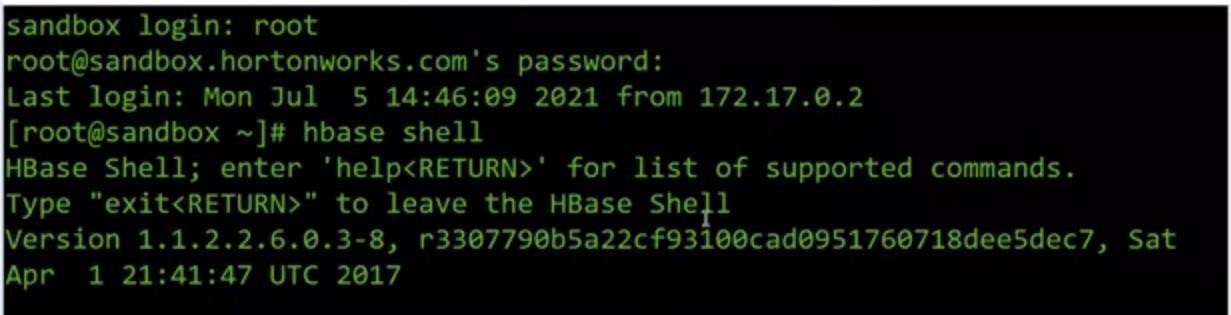 sandbox login: root
root@sandbox.hortonworks.com's password:
Last login: Mon Jul  5 14:46:09 2021 from 172.17.0.2
[root@sandbox ~]# hbase shell
HBase Shell; enter 'help<RETURN>' for list of supported commands.
Type "exit<RETURN>" to leave the HBase Shell
Version 1.1.2.2.6.0.3-8, r3307790b5a22cf93100cad0951760718dee5dec7, Sat
Apr  1 21:41:47 UTC 2017